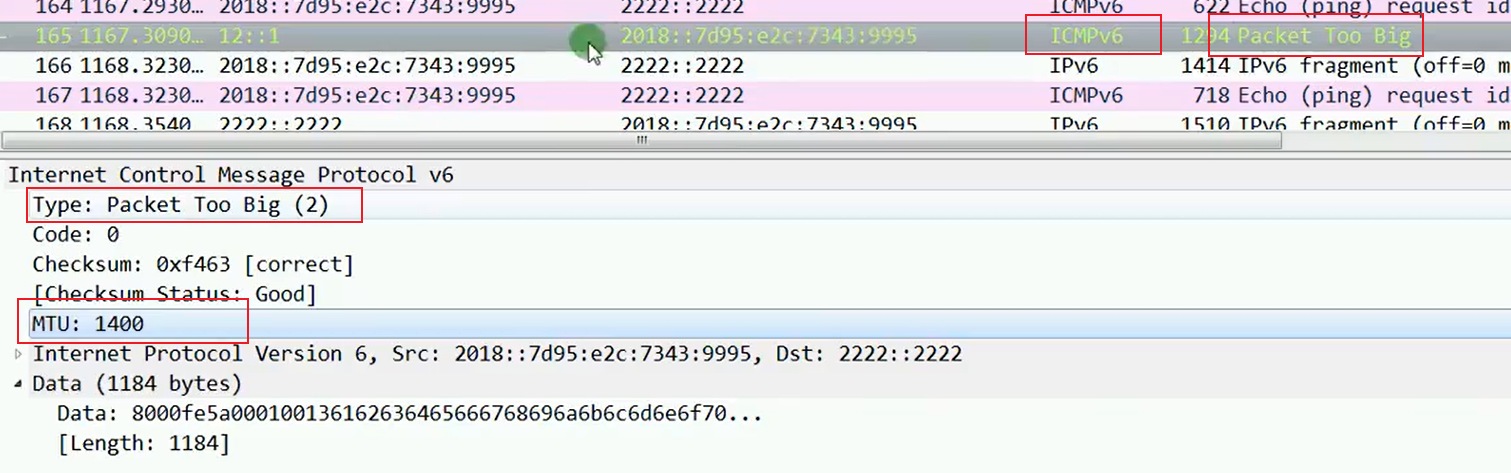 164 1167.2930… 2018::7d95:e2c:7343:9995 2222::2222 ICMPv6 622 Echo (ping) request id
165 1167.3090… 12::1 2018::7d95:e2c:7343:9995 ICMPv6 1294 Packet Too Big
166 1168.3230… 2018::7d95:e2c:7343:9995 2222::2222 IPv6 1414 IPv6 fragment (off=0 m
167 1168.3230… 2018::7d95:e2c:7343:9995 2222::2222 ICMPv6 718 Echo (ping) request id
168 1168.3540 2222::2222 2018::7d95:e2c:7343:9995 IPv6 1510 IPv6 fragment (off=0 m
Internet Control Message Protocol v6
Type: Packet Too Big (2)
Code: 0
Checksum: 0xf463 [correct]
[Checksum Status: Good]
MTU: 1400
Internet Protocol Version 6, Src: 2018::7d95:e2c:7343:9995, Dst: 2222::2222
Data (1184 bytes)
Data: 8000fe5a000100136162636465666768696a6b6c6d6e6f70...
[Length: 1184]